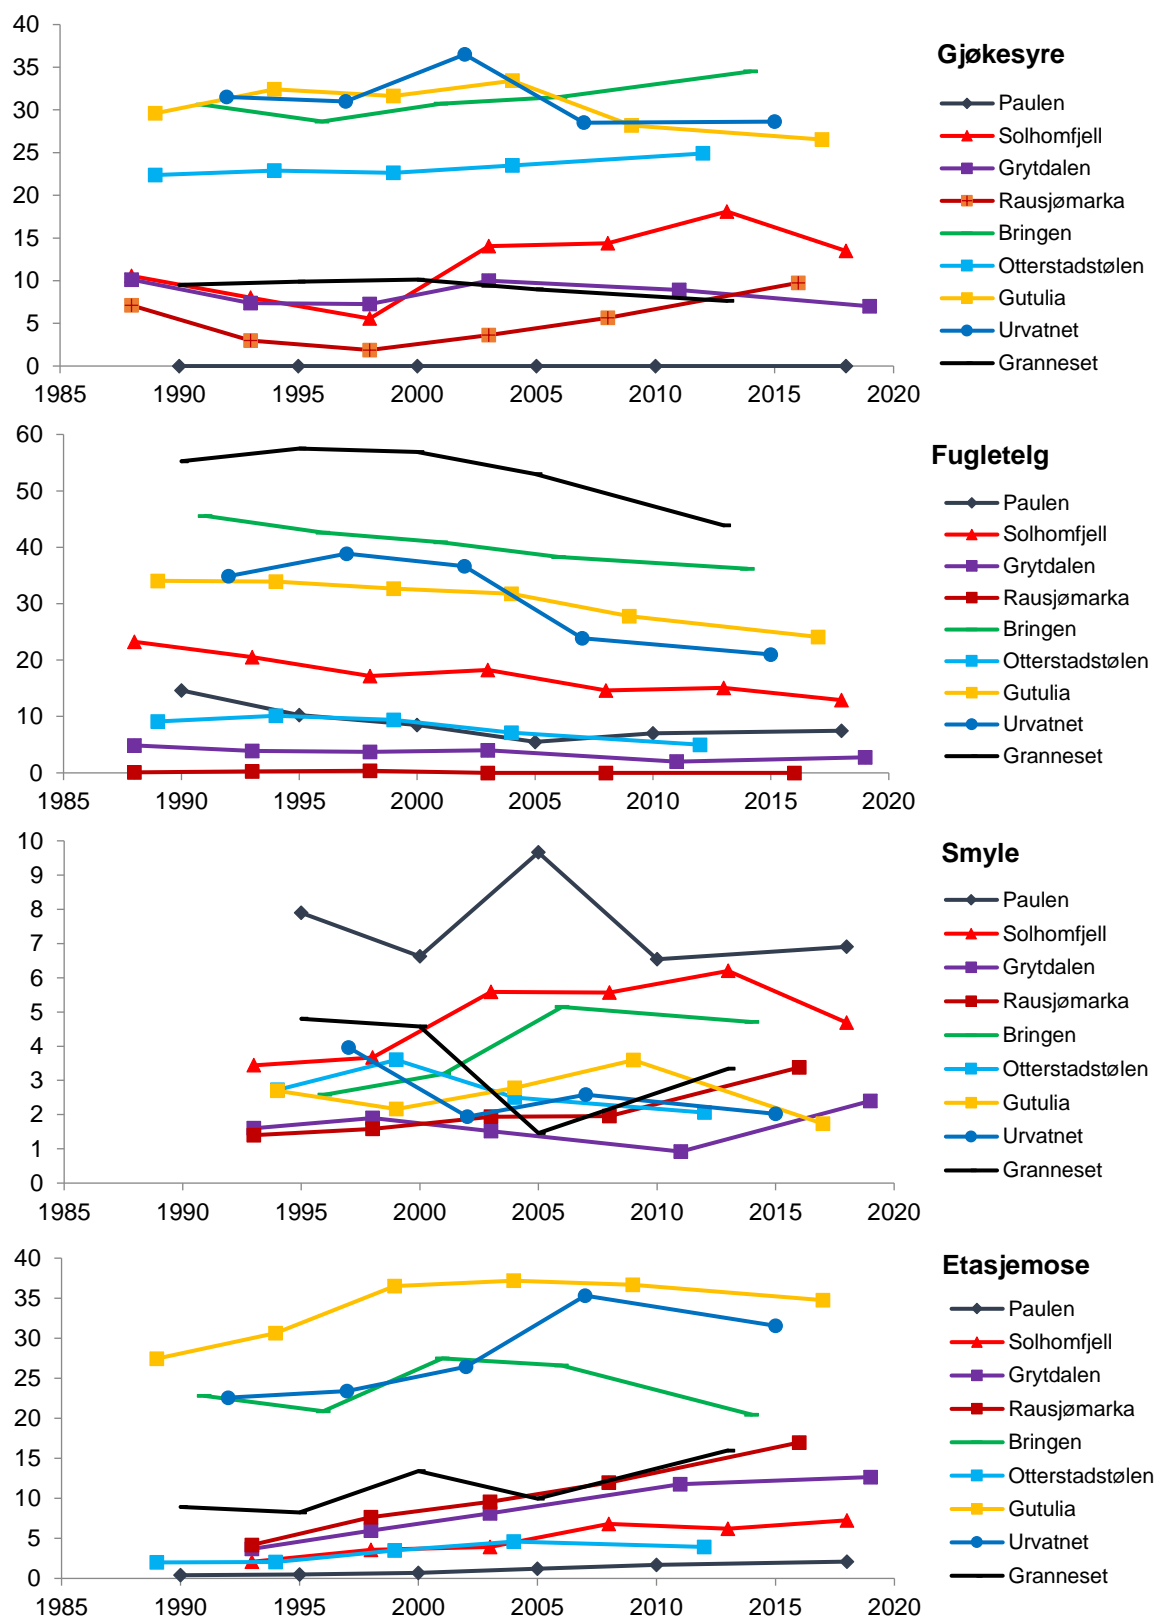 40
35
30
25
20
15
10
5
0
1985 1990 1995 2000 2005 2010 2015 2020
Gjøkesyre
Paulen
Solhomfjell
Grytdalen
Rausjømarka
Bringen
Otterstadstølen
Gutulia
Urvatnet
Granneset
60
50
40
30
20
10
0
1985 1990 1995 2000 2005 2010 2015 2020
Fugletelg
Paulen
Solhomfjell
Grytdalen
Rausjømarka
Bringen
Otterstadstølen
Gutulia
Urvatnet
Granneset
10
9
8
7
6
5
4
3
2
1
0
1985 1990 1995 2000 2005 2010 2015 2020
Smyle
Paulen
Solhomfjell
Grytdalen
Rausjømarka
Bringen
Otterstadstølen
Gutulia
Urvatnet
Granneset
40
35
30
25
20
15
10
5
0
1985 1990 1995 2000 2005 2010 2015 2020
Etasjemose
Paulen
Solhomfjell
Grytdalen
Rausjømarka
Bringen
Otterstadstølen
Gutulia
Urvatnet
Granneset